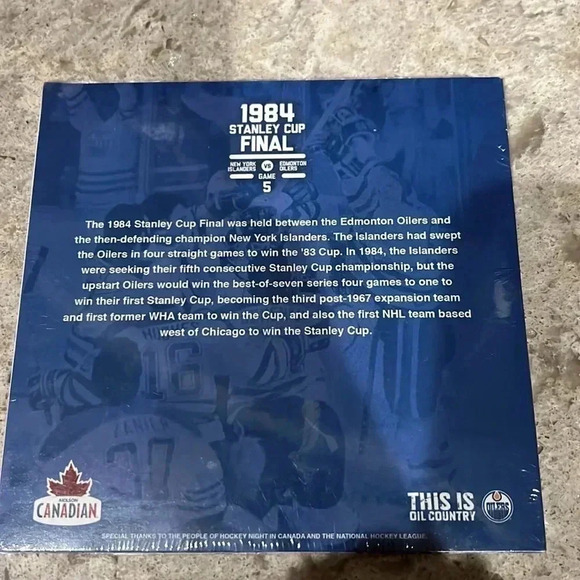 1984
STANLEY CUP
FINAL
NEW YORK ISLANDERS VS EDMONTON OILERS
GAME
5
The 1984 Stanley Cup Final was held between the Edmonton Oilers and
the then-defending champion New York Islanders. The Islanders had swept
the Oilers in four straight games to win the '83 Cup. In 1984, the Islanders
were seeking their fifth consecutive Stanley Cup championship, but the
upstart Oilers would win the best-of-seven series four games to one to
win their first Stanley Cup, becoming the third post-1967 expansion team
and first former WHA team to win the Cup, and also the first NHL team based
west of Chicago to win the Stanley Cup.
16
77
MOLSON
CANADIAN
THIS IS
OIL COUNTRY
OILERS
SPECIAL THANKS TO THE PEOPLE OF HOCKEY NIGHT IN CANADA AND THE NATIONAL HOCKEY LEAGUE.